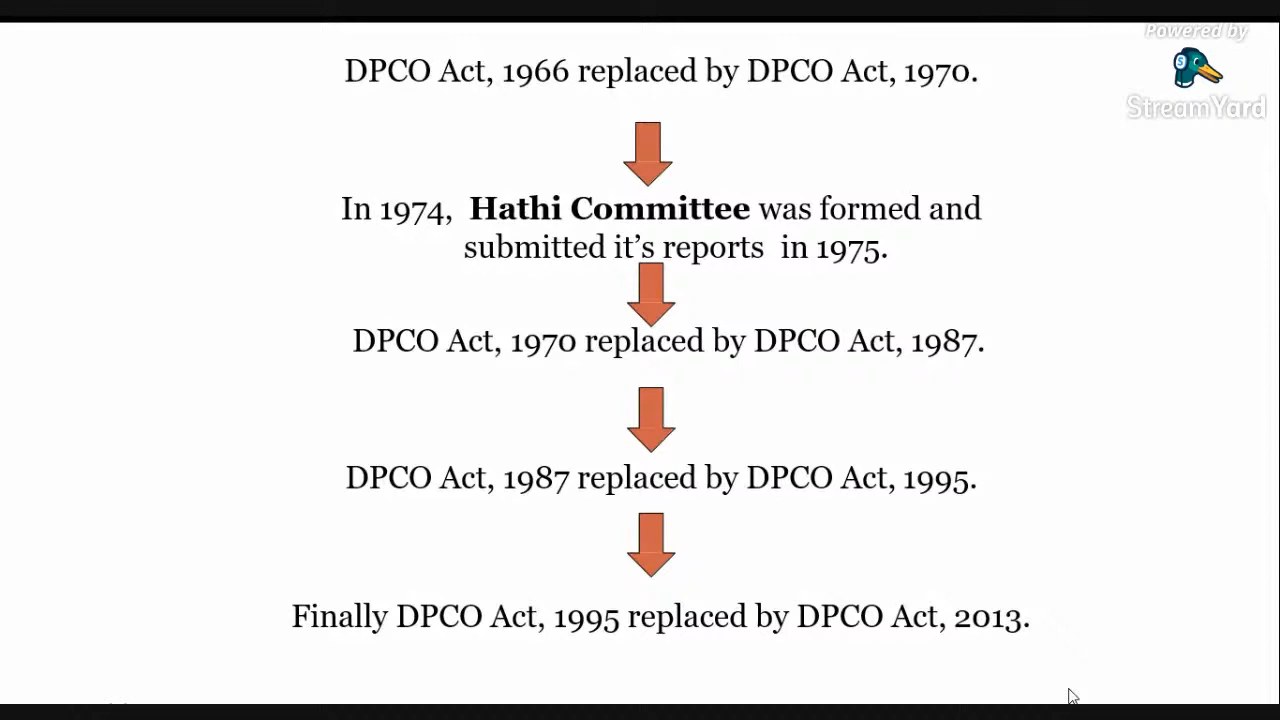 Powered by
StreamYard
DPCO Act, 1966 replaced by DPCO Act, 1970.
In 1974,  Hathi Committee was formed and
submitted it’s reports  in 1975.
DPCO Act, 1970 replaced by DPCO Act, 1987.
DPCO Act, 1987 replaced by DPCO Act, 1995.
Finally DPCO Act, 1995 replaced by DPCO Act, 2013.